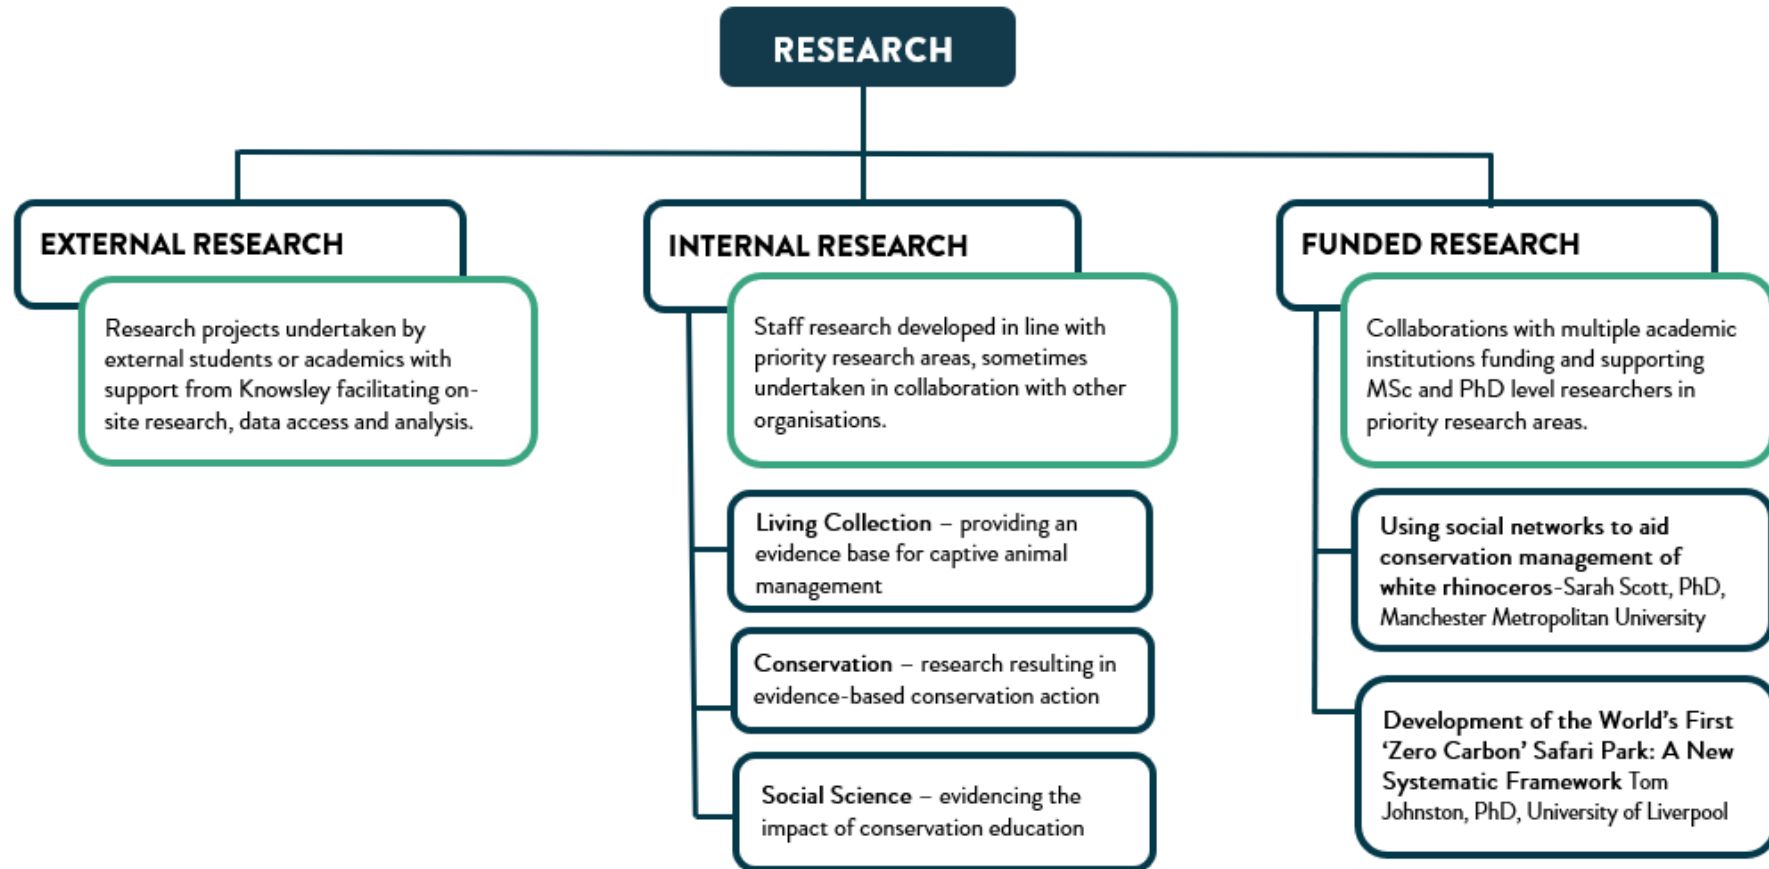 RESEARCH
EXTERNAL RESEARCH
Research projects undertaken by
external students or academics with
support from Knowsley facilitating on-
site research, data access and analysis.
INTERNAL RESEARCH
Staff research developed in line with
priority research areas, sometimes
undertaken in collaboration with other
organisations.
Living Collection – providing an
evidence base for captive animal
management
Conservation – research resulting in
evidence-based conservation action
Social Science – evidencing the
impact of conservation education
FUNDED RESEARCH
Collaborations with multiple academic
institutions funding and supporting
MSc and PhD level researchers in
priority research areas.
Using social networks to aid
conservation management of
white rhinoceros-Sarah Scott, PhD,
Manchester Metropolitan University
Development of the World’s First
‘Zero Carbon’ Safari Park: A New
Systematic Framework Tom
Johnston, PhD, University of Liverpool